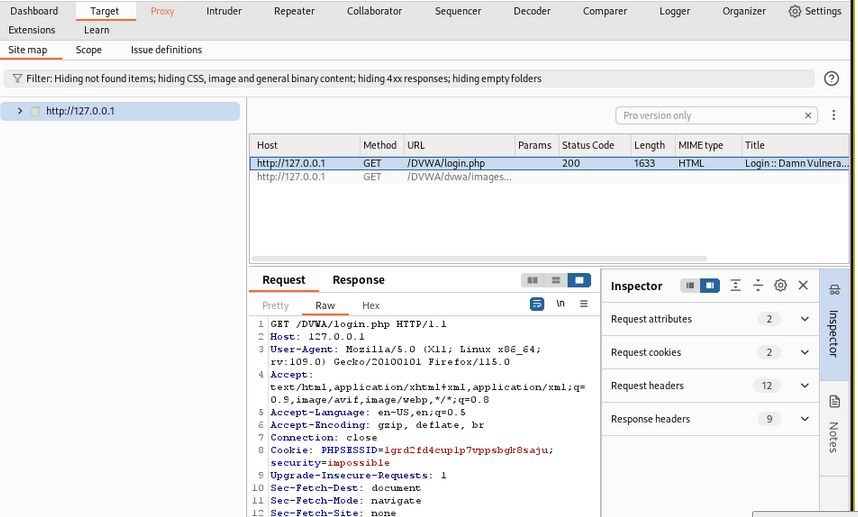 Dashboard Target Proxy Intruder Repeater Collaborator Sequencer Decoder Comparer Logger Organizer Settings
Extensions Learn
Site map Scope Issue definitions
Filter: Hiding not found items; hiding CSS, image and general binary content; hiding 4xx responses; hiding empty folders
http://127.0.0.1
Pro version only
Host Method URL Params Status Code Length MIME type Title
http://127.0.0.1 GET /DVWA/login.php 200 1633 HTML Login :: Damn Vulnera...
http://127.0.0.1 GET /DVWA/dvwa/images...
Request Response
Pretty Raw Hex \n
1 GET /DVWA/login.php HTTP/1.1
2 Host: 127.0.0.1
3 User-Agent: Mozilla/5.0 (X11; Linux x86_64;
rv:109.0) Gecko/20100101 Firefox/115.0
4 Accept:
text/html,application/xhtml+xml,application/xml;q=
0.9,image/avif,image/webp,*/*;q=0.8
5 Accept-Language: en-US,en;q=0.5
6 Accept-Encoding: gzip, deflate, br
7 Connection: close
8 Cookie: PHPSESSID=lgrd2fd4cuplp7vppsbgk8saju;
security=impossible
9 Upgrade-Insecure-Requests: 1
10 Sec-Fetch-Dest: document
11 Sec-Fetch-Mode: navigate
12 Sec-Fetch-Site: none
Inspector
Request attributes 2
Request cookies 2
Request headers 12
Response headers 9
Inspector
Notes